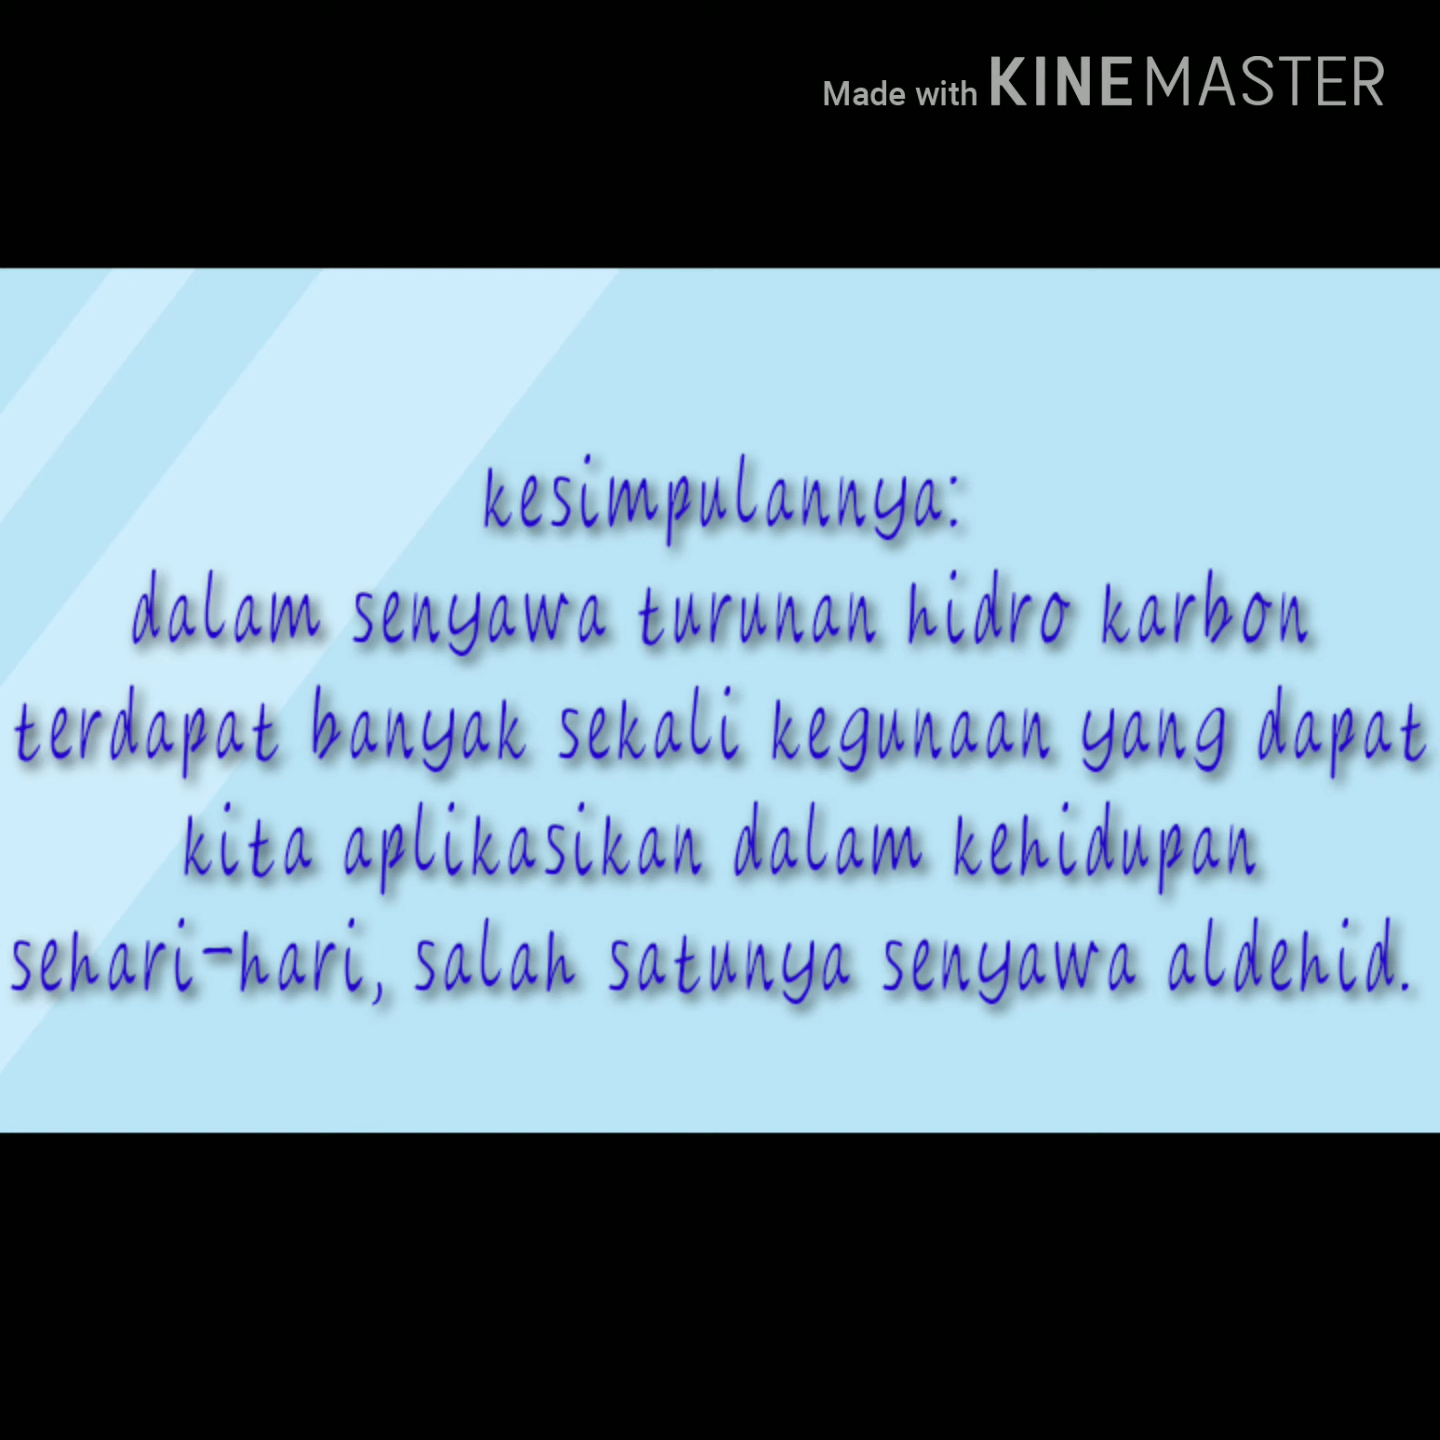 Made with KINEMASTER
kesimpulannya:
dalam senyawa turunan hidro karbon
terdapat banyak sekali kegunaan yang dapat
kita aplikasikan dalam kehidupan
sehari-hari, salah satunya senyawa aldehid.